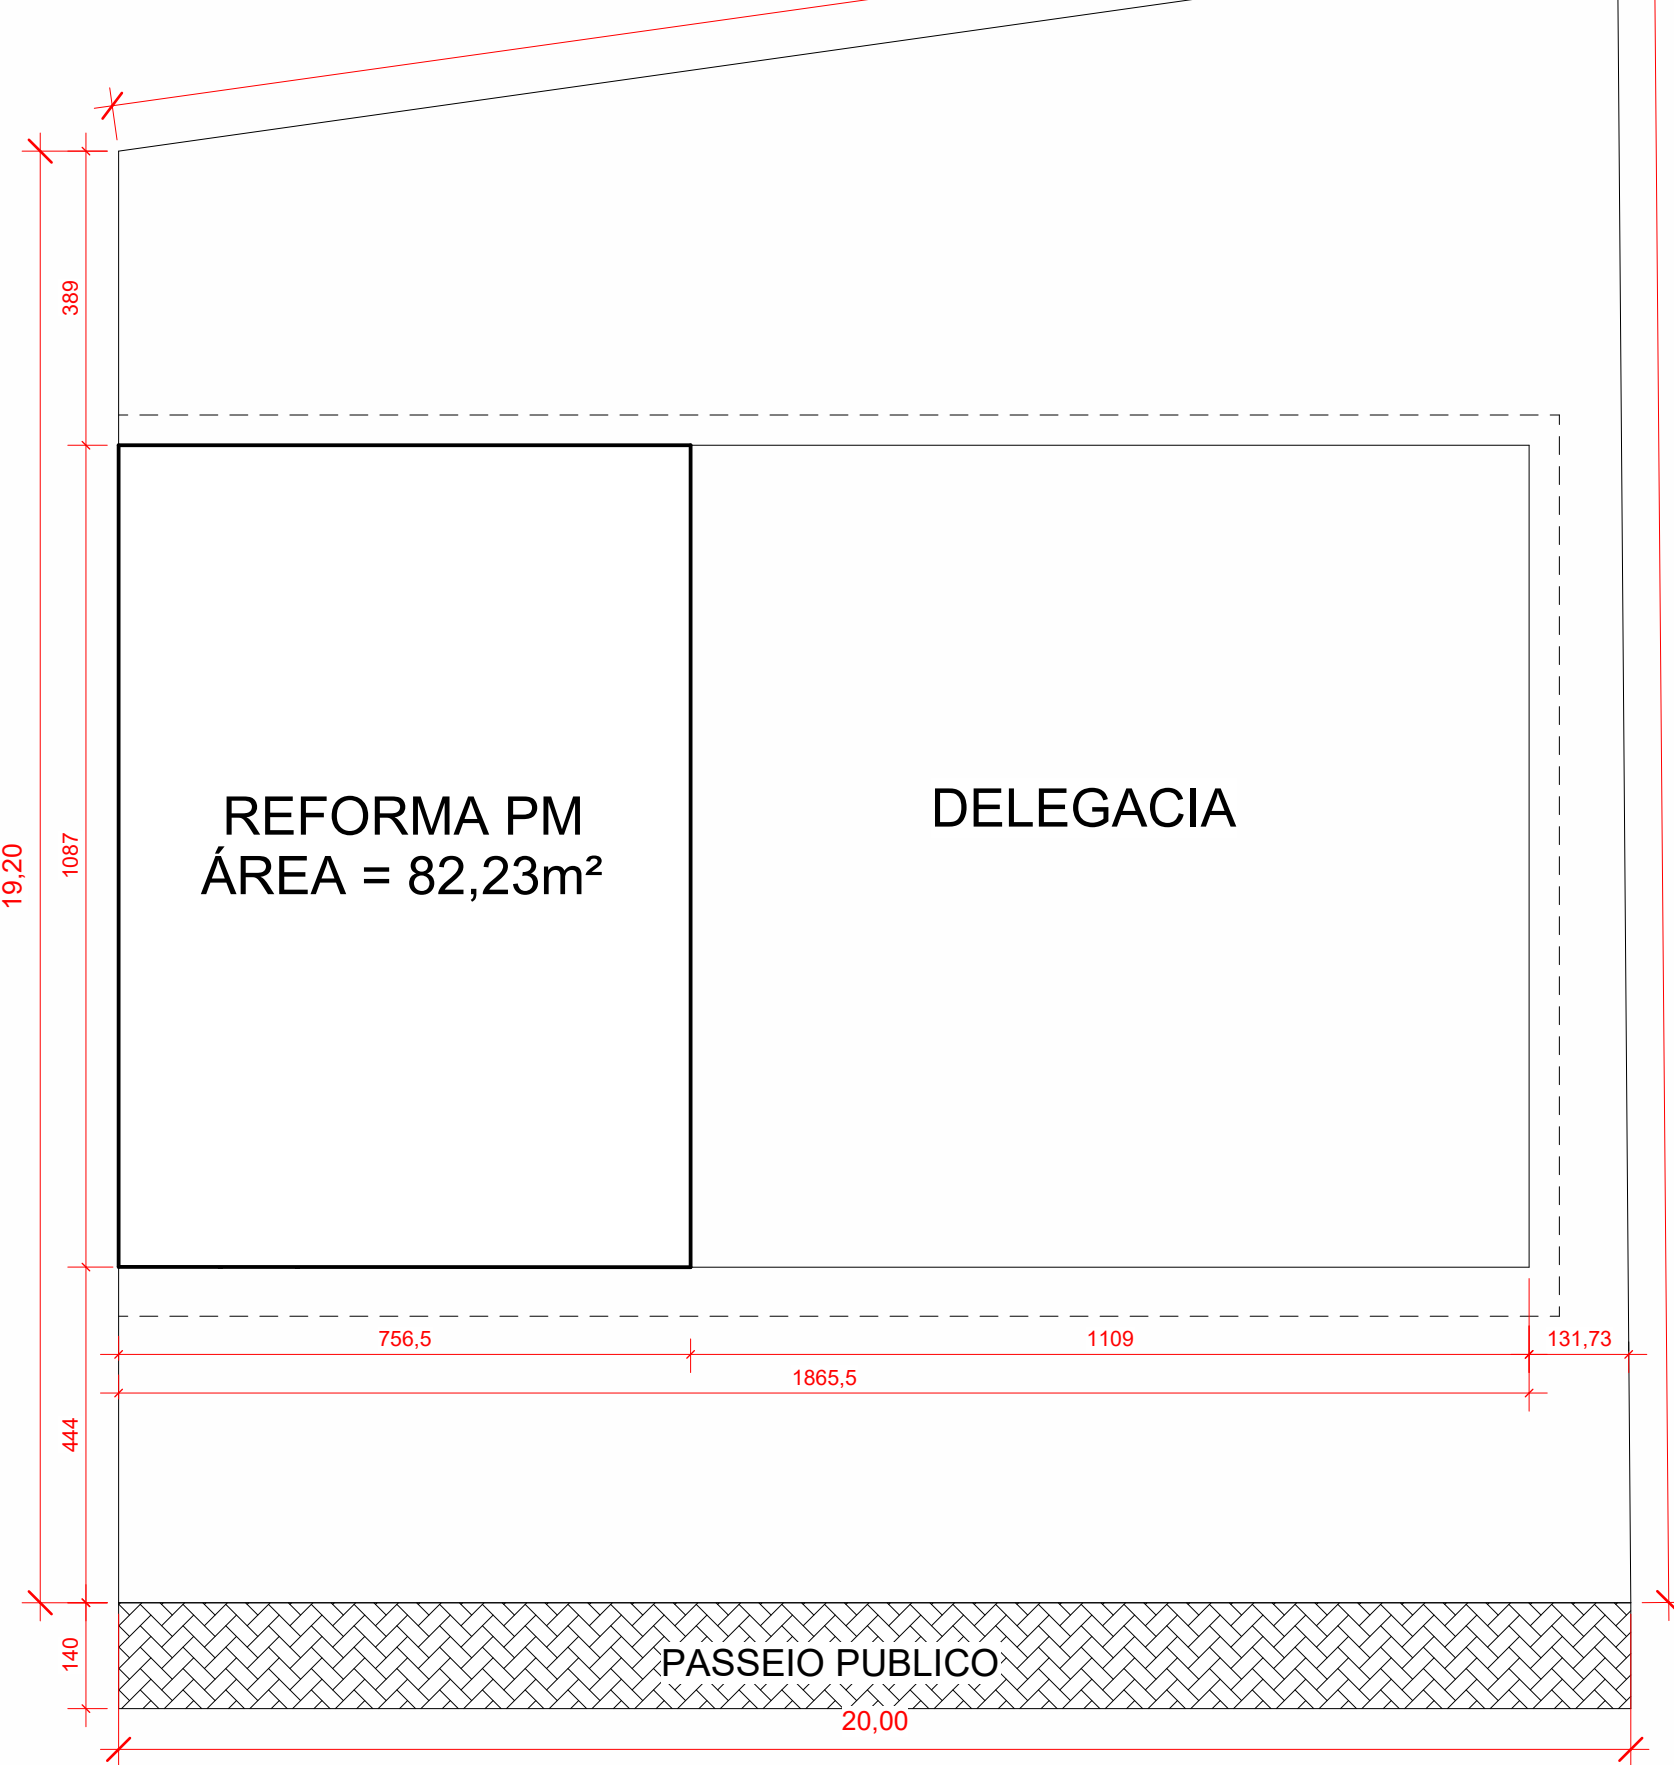 389
REFORMA PM
ÁREA = 82,23m²
DELEGACIA
1087
19,20
756,5
1109
131,73
1865,5
444
140
PASSEIO PUBLICO
20,00